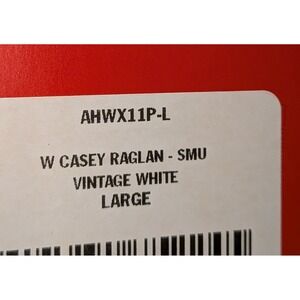 AHWX11P-L
W CASEY RAGLAN - SMU
VINTAGE WHITE
LARGE